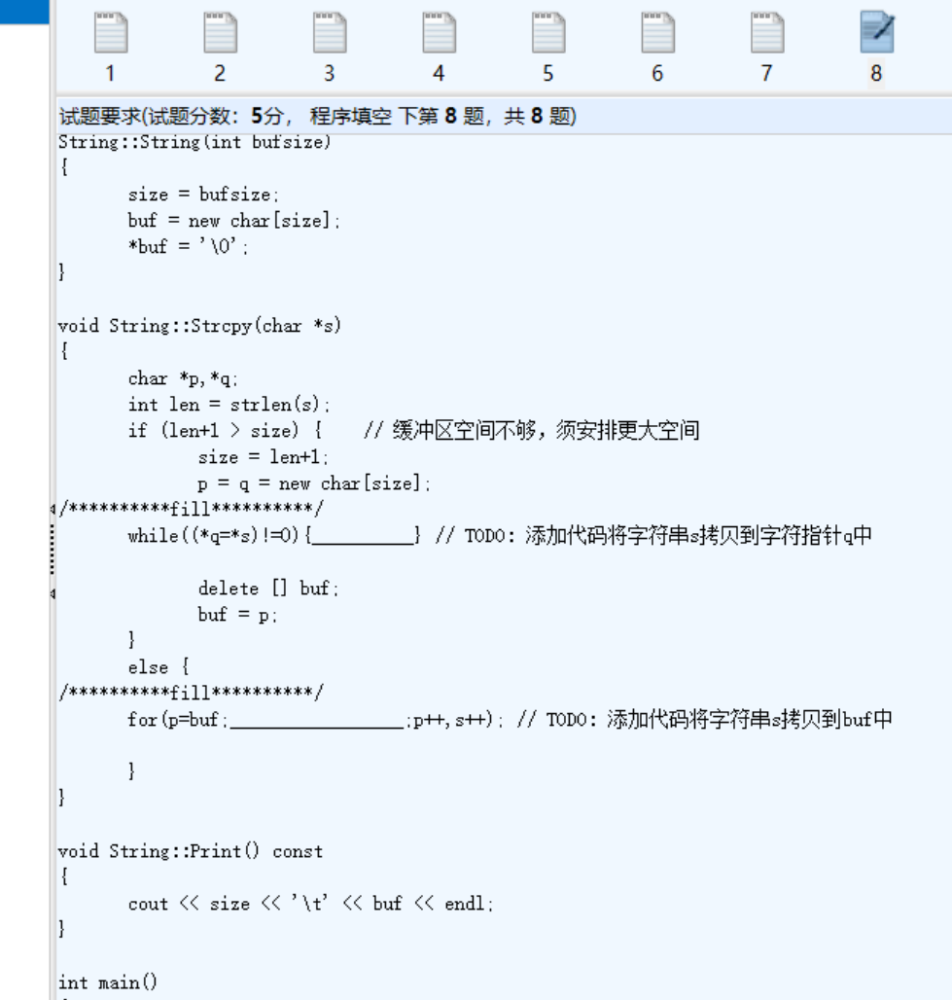 1 2 3 4 5 6 7 8
试题要求(试题分数：5分， 程序填空 下第 8 题，共 8 题)
String::String(int bufsize)
{
size = bufsize;
buf = new char[size];
*buf = '\0';
}
void String::Strcpy(char *s)
{
char *p,*q;
int len = strlen(s);
if (len+1 > size) { // 缓冲区空间不够，须安排更大空间
size = len+1;
p = q = new char[size];
/**********fill**********/
while((*q=*s)!=0){__________} // TODO: 添加代码将字符串s拷贝到字符指针q中
delete [] buf;
buf = p;
}
else {
/**********fill**********/
for(p=buf;_________________;p++,s++); // TODO: 添加代码将字符串s拷贝到buf中
}
}
void String::Print() const
{
cout << size << '\t' << buf << endl;
}
int main()